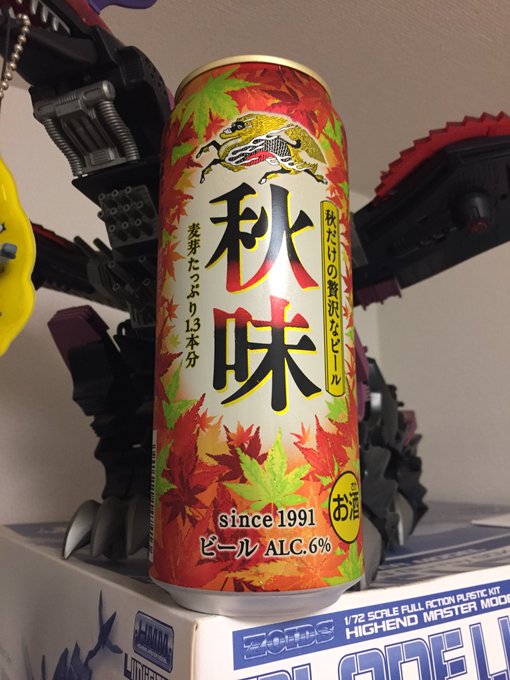 秋味
秋だけの贅沢なビール
麦芽たっぷり1.3本分
since 1991
ビール ALC.6%
お酒
ZOIDS
1/72 SCALE FULL ACTION PLASTIC KIT
HIGHEND MASTER MODEL